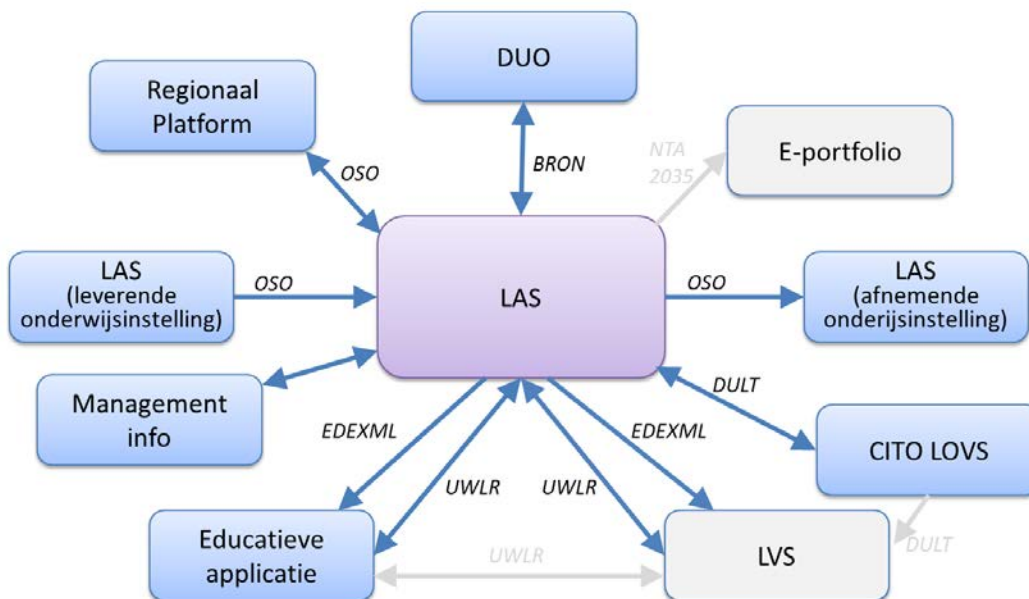 DUO
Regionaal
Platform
E-portfolio
NTA
2035
OSO
BRON
LAS
(leverende
onderwijsinstelling)
OSO
LAS
OSO
LAS
(afnemende
onderijsinstelling)
Management
info
DULT
EDEXML
EDEXML
CITO LOVS
UWLR
UWLR
Educatieve
applicatie
UWLR
LVS
DULT